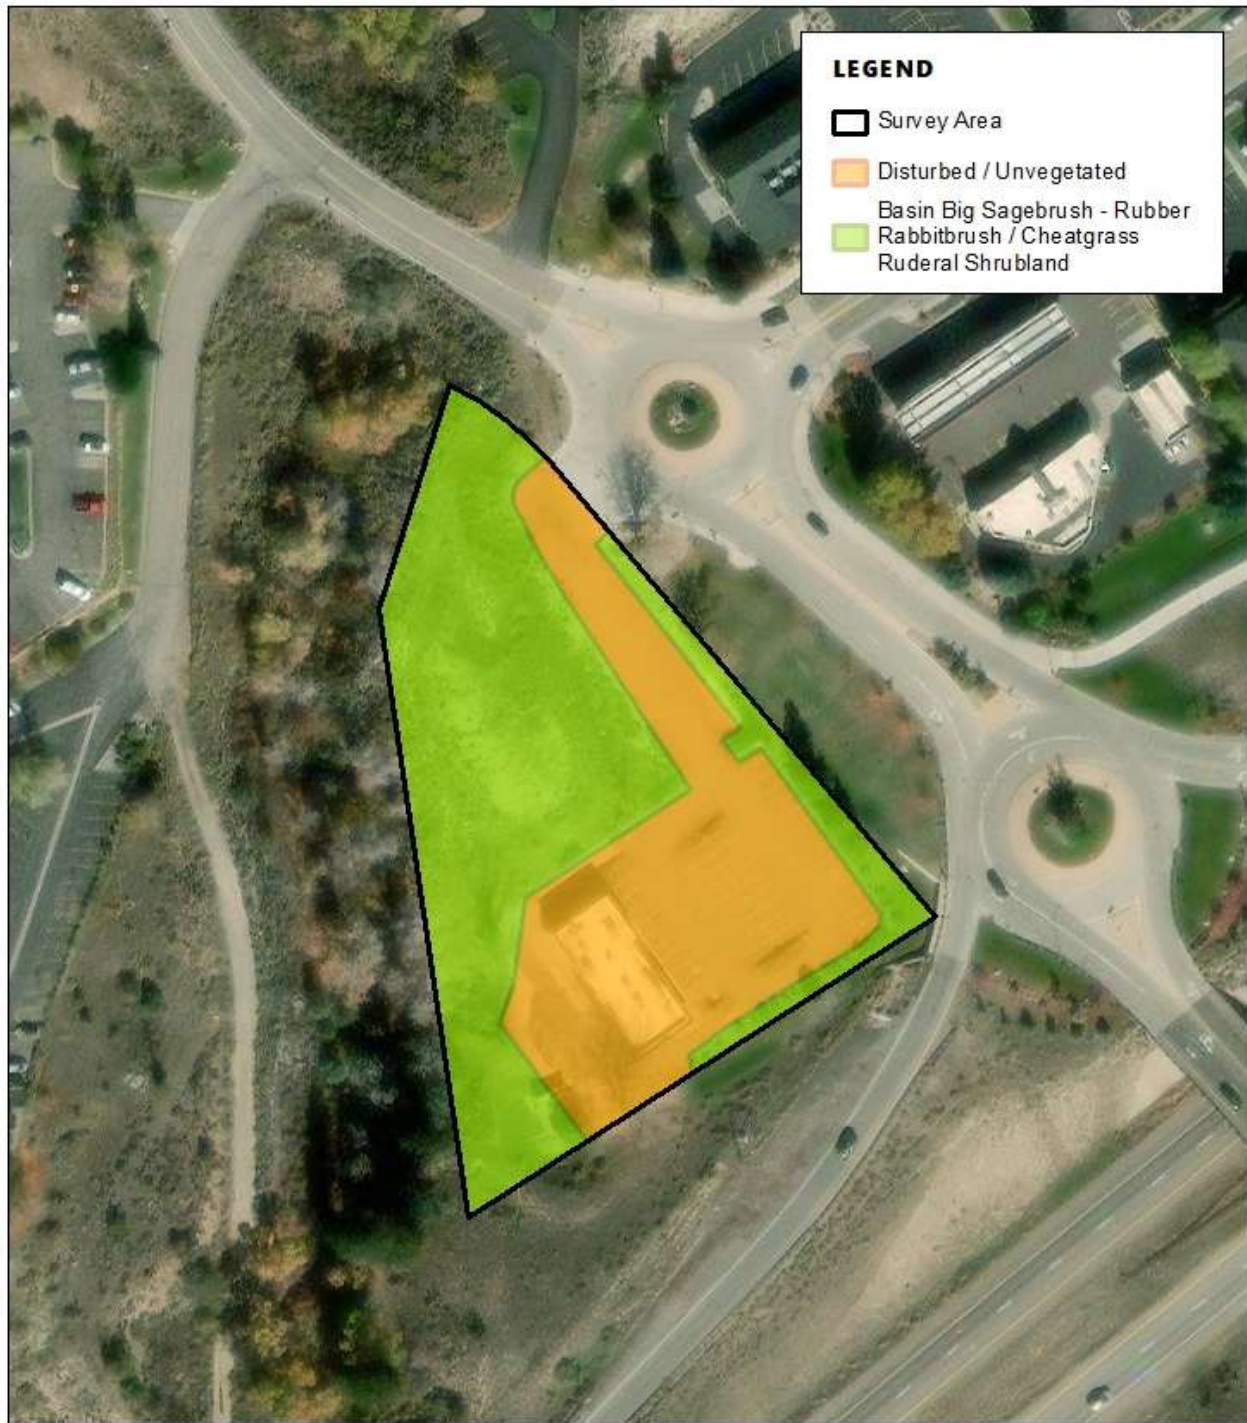 LEGEND
Survey Area
Disturbed / Unvegetated
Basin Big Sagebrush - Rubber
Rabbitbrush / Cheatgrass
Ruderal Shrubland